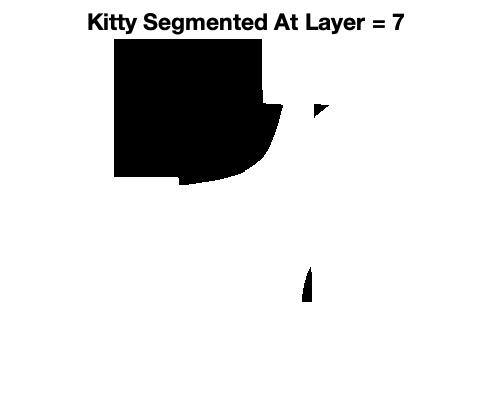 Kitty Segmented At Layer = 7